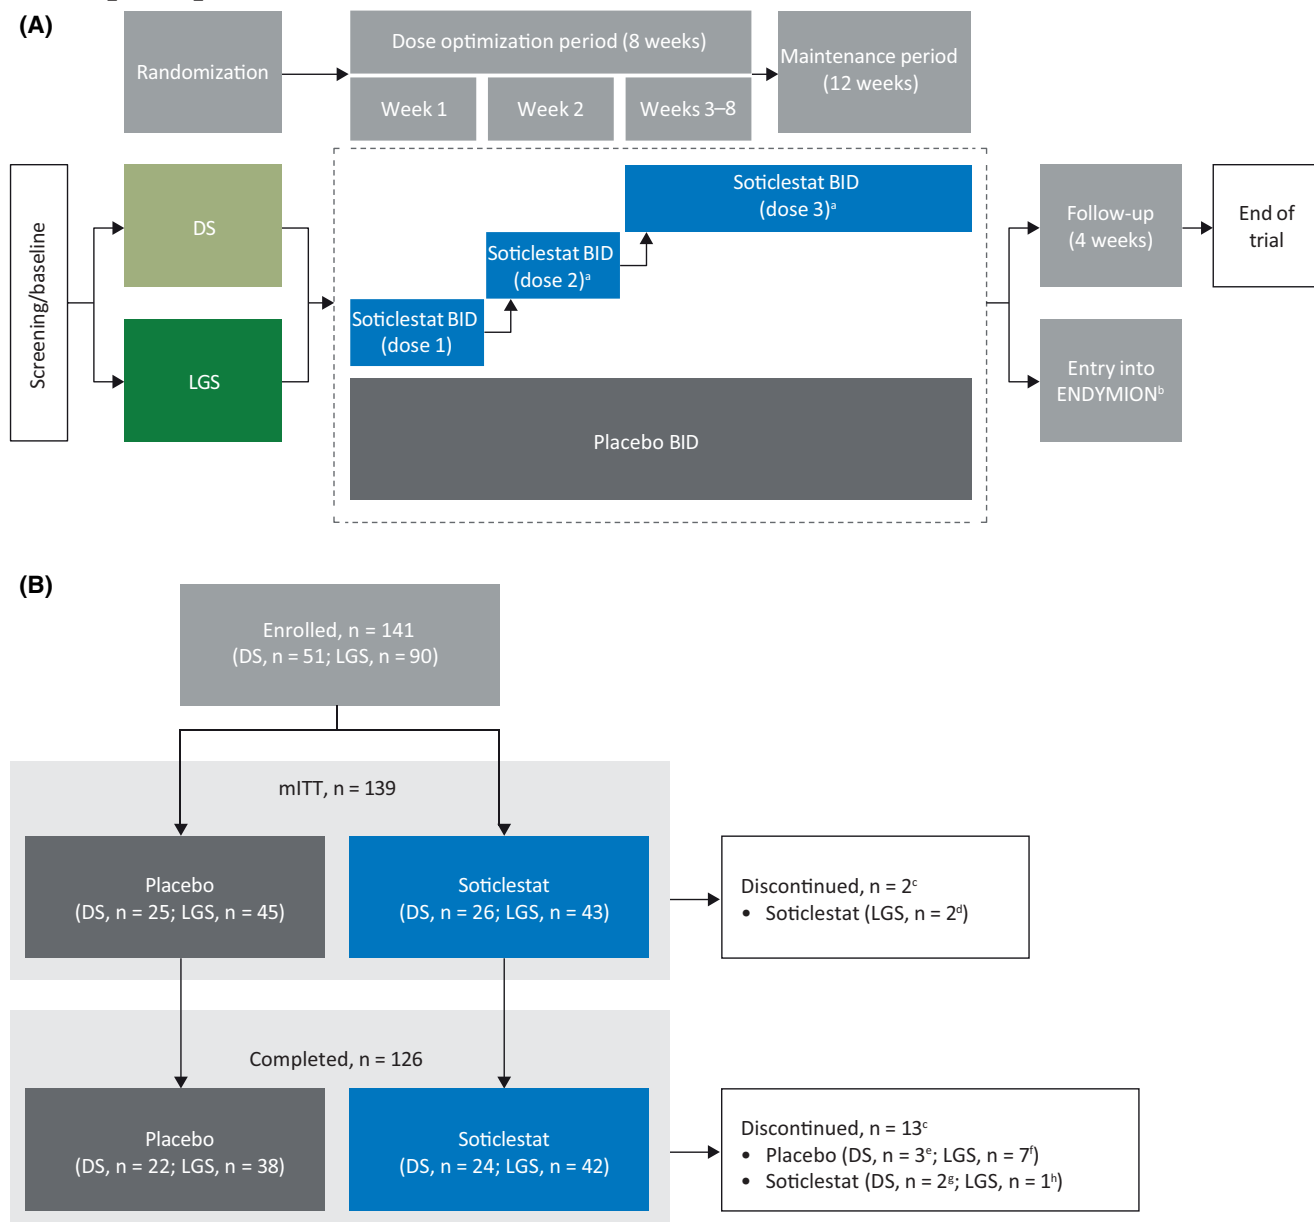 (A)
Randomization
Dose optimization period (8 weeks)
Week 1
Week 2
Weeks 3–8
Maintenance period
(12 weeks)
Screening/baseline
DS
LGS
Soticlestat BID
(dose 1)
Soticlestat BID
(dose 2)ᵃ
Soticlestat BID
(dose 3)ᵃ
Placebo BID
Follow-up
(4 weeks)
End of
trial
Entry into
ENDYMIONᵇ
(B)
Enrolled, n = 141
(DS, n = 51; LGS, n = 90)
mITT, n = 139
Placebo
(DS, n = 25; LGS, n = 45)
Soticlestat
(DS, n = 26; LGS, n = 43)
Discontinued, n = 2ᶜ
• Soticlestat (LGS, n = 2ᵈ)
Completed, n = 126
Placebo
(DS, n = 22; LGS, n = 38)
Soticlestat
(DS, n = 24; LGS, n = 42)
Discontinued, n = 13ᶜ
• Placebo (DS, n = 3ᵉ; LGS, n = 7ᶠ)
• Soticlestat (DS, n = 2ᵍ; LGS, n = 1ʰ)